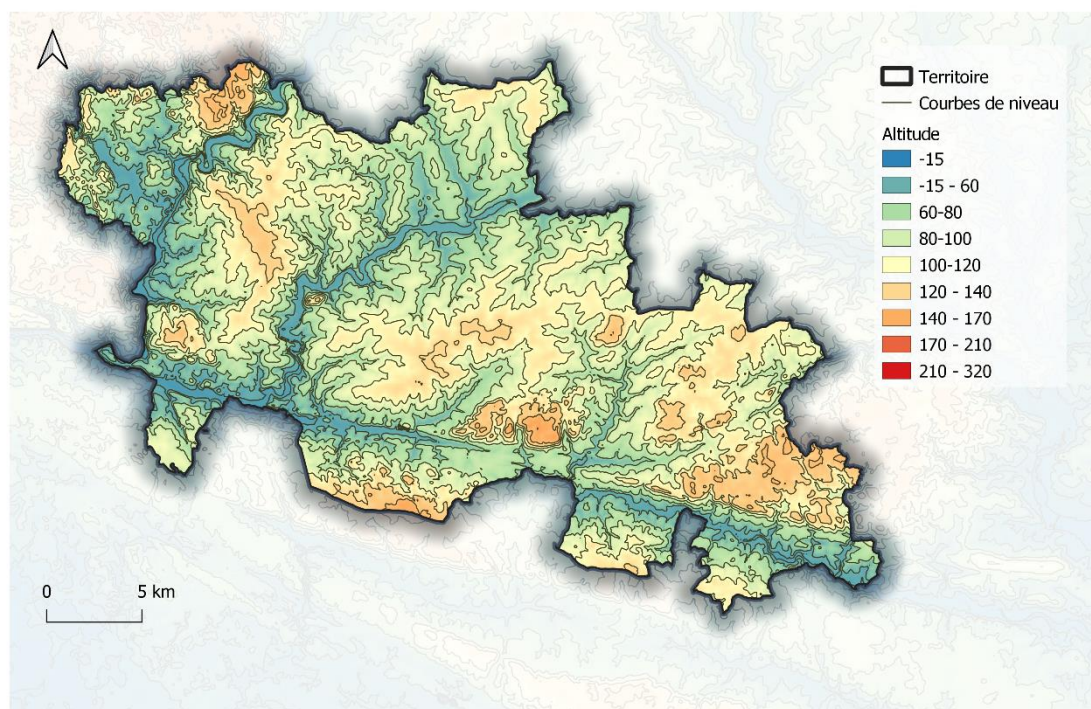 Territoire
Courbes de niveau
Altitude
-15
-15 - 60
60-80
80-100
100-120
120 - 140
140 - 170
170 - 210
210 - 320
0 5 km